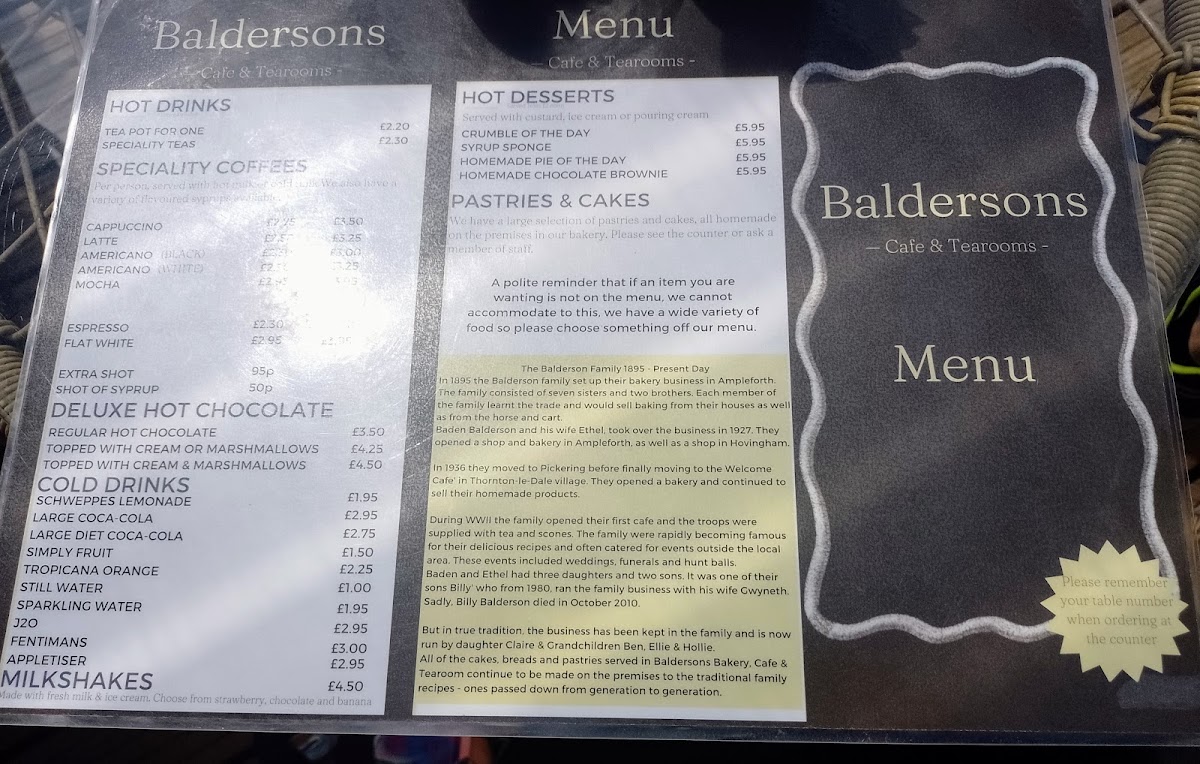 Baldersons
- Cafe & Tearooms -
HOT DRINKS
TEA POT FOR ONE £2.20
SPECIALITY TEAS £2.30
SPECIALITY COFFEES
Per person, served with hot milk or cold milk. We also have a
variety of flavoured syrups available.
CAPPUCCINO £3.50
LATTE £3.25
AMERICANO (BLACK) £3.00
AMERICANO (WHITE)
MOCHA
ESPRESSO £2.30
FLAT WHITE £2.95
EXTRA SHOT 95p
SHOT OF SYPRUP 50p
DELUXE HOT CHOCOLATE
REGULAR HOT CHOCOLATE £3.50
TOPPED WITH CREAM OR MARSHMALLOWS £4.25
TOPPED WITH CREAM & MARSHMALLOWS £4.50
COLD DRINKS
SCHWEPPES LEMONADE £1.95
LARGE COCA-COLA £2.95
LARGE DIET COCA-COLA £2.75
SIMPLY FRUIT £1.50
TROPICANA ORANGE £2.25
STILL WATER £1.00
SPARKLING WATER £1.95
J2O £2.95
FENTIMANS £3.00
APPLETISER £2.95
MILKSHAKES £4.50
Made with fresh milk & ice cream. Choose from strawberry, chocolate and banana
Menu
- Cafe & Tearooms -
HOT DESSERTS
Served with custard, ice cream or pouring cream
CRUMBLE OF THE DAY £5.95
SYRUP SPONGE £5.95
HOMEMADE PIE OF THE DAY £5.95
HOMEMADE CHOCOLATE BROWNIE £5.95
PASTRIES & CAKES
We have a large selection of pastries and cakes, all homemade
on the premises in our bakery. Please see the counter or ask a
member of staff.
A polite reminder that if an item you are
wanting is not on the menu, we cannot
accommodate to this, we have a wide variety of
food so please choose something off our menu.
The Balderson Family 1895 - Present Day
In 1895 the Balderson family set up their bakery business in Ampleforth.
The family consisted of seven sisters and two brothers. Each member of
the family learnt the trade and would sell baking from their houses as well
as from the horse and cart.
Baden Balderson and his wife Ethel, took over the business in 1927. They
opened a shop and bakery in Ampleforth, as well as a shop in Hovingham.
In 1936 they moved to Pickering before finally moving to the Welcome
Cafe' in Thornton-le-Dale village. They opened a bakery and continued to
sell their homemade products.
During WWII the family opened their first cafe and the troops were
supplied with tea and scones. The family were rapidly becoming famous
for their delicious recipes and often catered for events outside the local
area. These events included weddings, funerals and hunt balls.
Baden and Ethel had three daughters and two sons. It was one of their
sons Billy' who from 1980, ran the family business with his wife Gwyneth.
Sadly, Billy Balderson died in October 2010.
But in true tradition, the business has been kept in the family and is now
run by daughter Claire & Grandchildren Ben, Ellie & Hollie.
All of the cakes, breads and pastries served in Baldersons Bakery, Cafe &
Tearoom continue to be made on the premises to the traditional family
recipes - ones passed down from generation to generation.
Baldersons
— Cafe & Tearooms -
Menu
Please remember
your table number
when ordering at
the counter